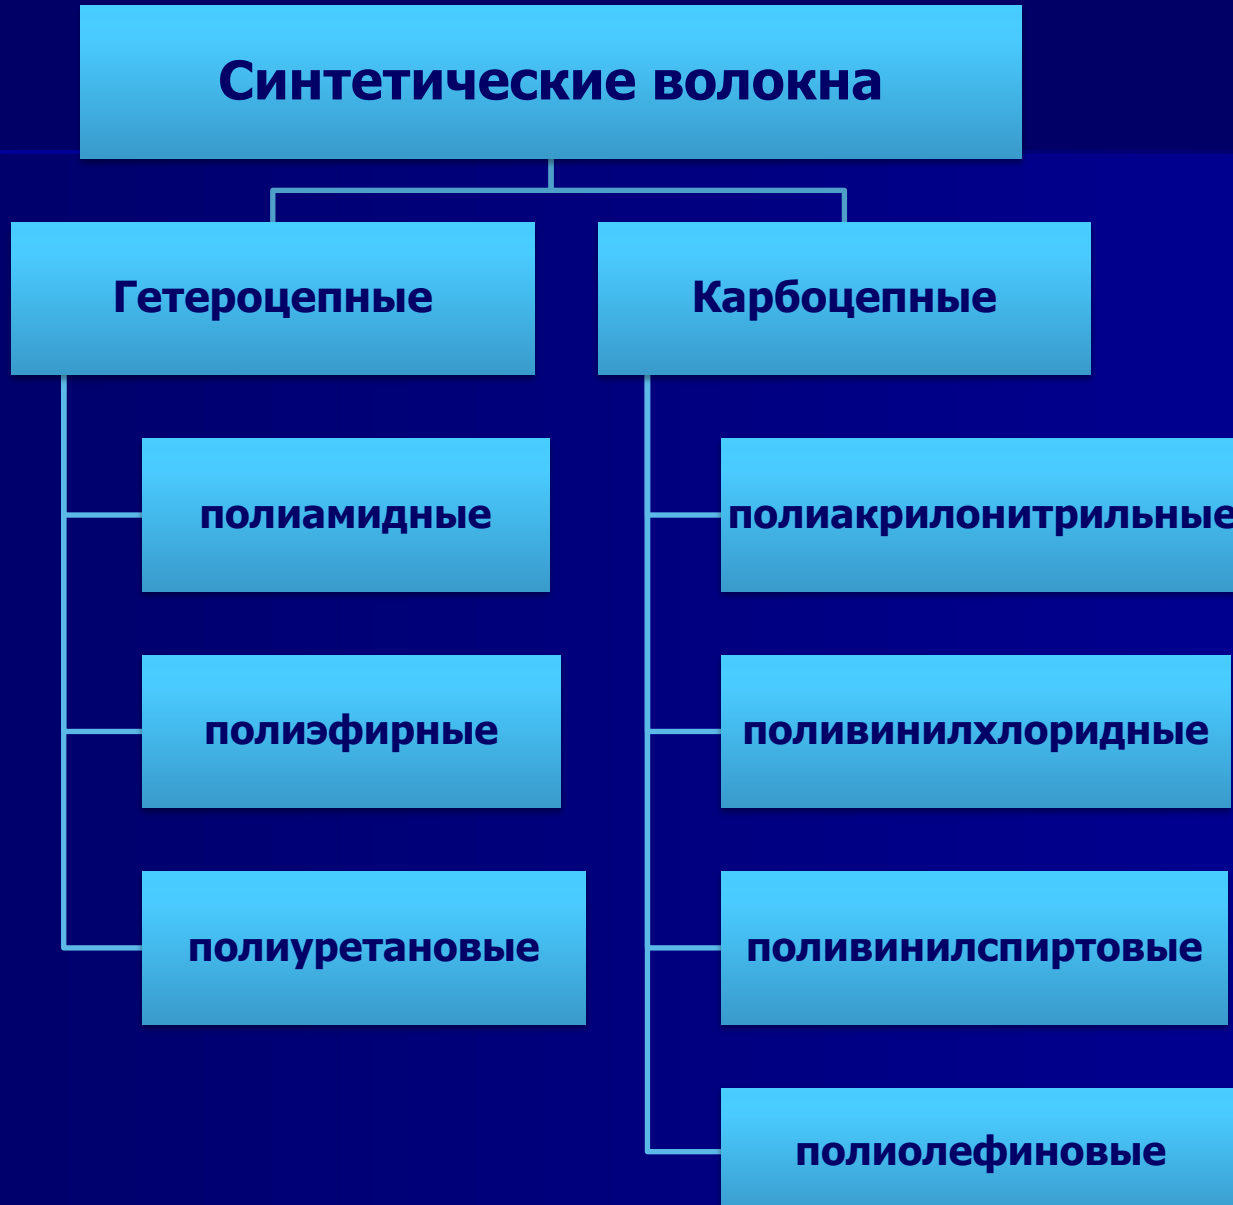 Синтетические волокна
Гетероцепные
Карбоцепные
полиамидные
полиакрилонитрильные
полиэфирные
поливинилхлоридные
полиуретановые
поливинилспиртовые
полиолефиновые